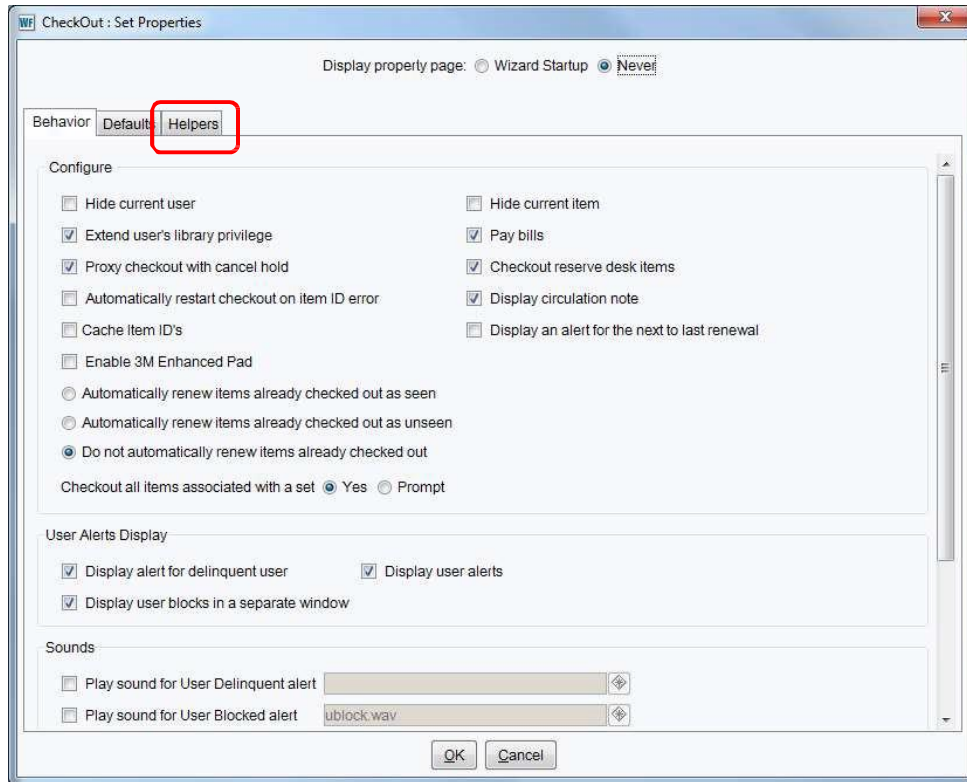 WF CheckOut : Set Properties
Display property page: Wizard Startup Never
Behavior Defaults Helpers
Configure
Hide current user Hide current item
Extend user's library privilege Pay bills
Proxy checkout with cancel hold Checkout reserve desk items
Automatically restart checkout on item ID error Display circulation note
Cache Item ID's Display an alert for the next to last renewal
Enable 3M Enhanced Pad
Automatically renew items already checked out as seen
Automatically renew items already checked out as unseen
Do not automatically renew items already checked out
Checkout all items associated with a set Yes Prompt
User Alerts Display
Display alert for delinquent user Display user alerts
Display user blocks in a separate window
Sounds
Play sound for User Delinquent alert
Play sound for User Blocked alert ublock.wav
OK Cancel